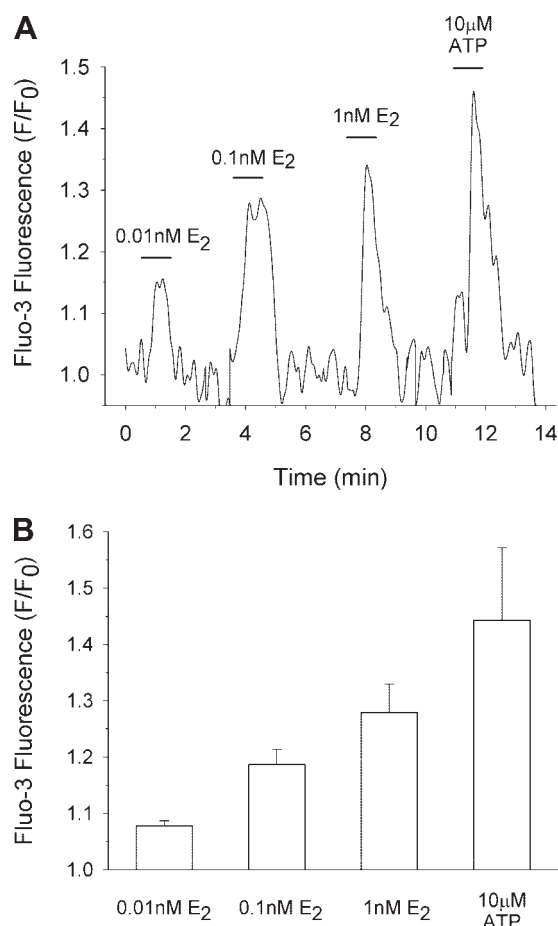 A
Fluo-3 Fluorescence (F/F0)
1.5
1.4
1.3
1.2
1.1
1.0
0.01nM E2
0.1nM E2
1nM E2
10µM
ATP
0 2 4 6 8 10 12 14
Time (min)
B
Fluo-3 Fluorescence (F/F0)
1.6
1.5
1.4
1.3
1.2
1.1
1.0
0.01nM E2 0.1nM E2 1nM E2 10µM
ATP